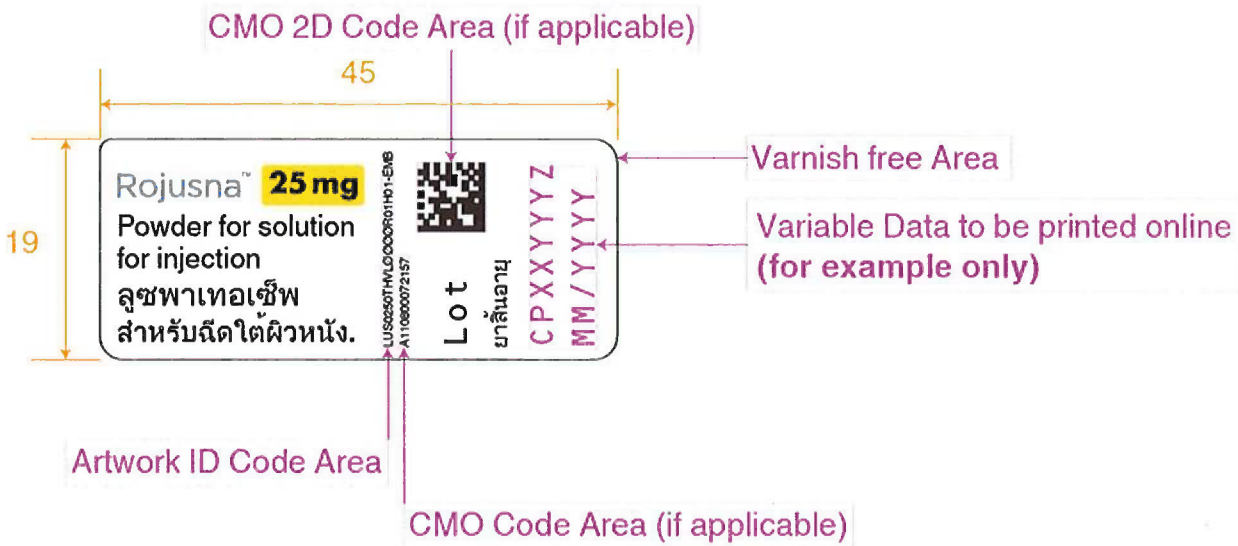 CMO 2D Code Area (if applicable)
45
19
Rojusna™ 25 mg
Powder for solution
for injection
ลูซพาเทอเซ็พ
สำหรับฉีดใต้ผิวหนัง.
A110600072157
Lot
ยาสิ้นอายุ
CPXXYYYYZ
MM/YYYY
Varnish free Area
Variable Data to be printed online
(for example only)
Artwork ID Code Area
CMO Code Area (if applicable)